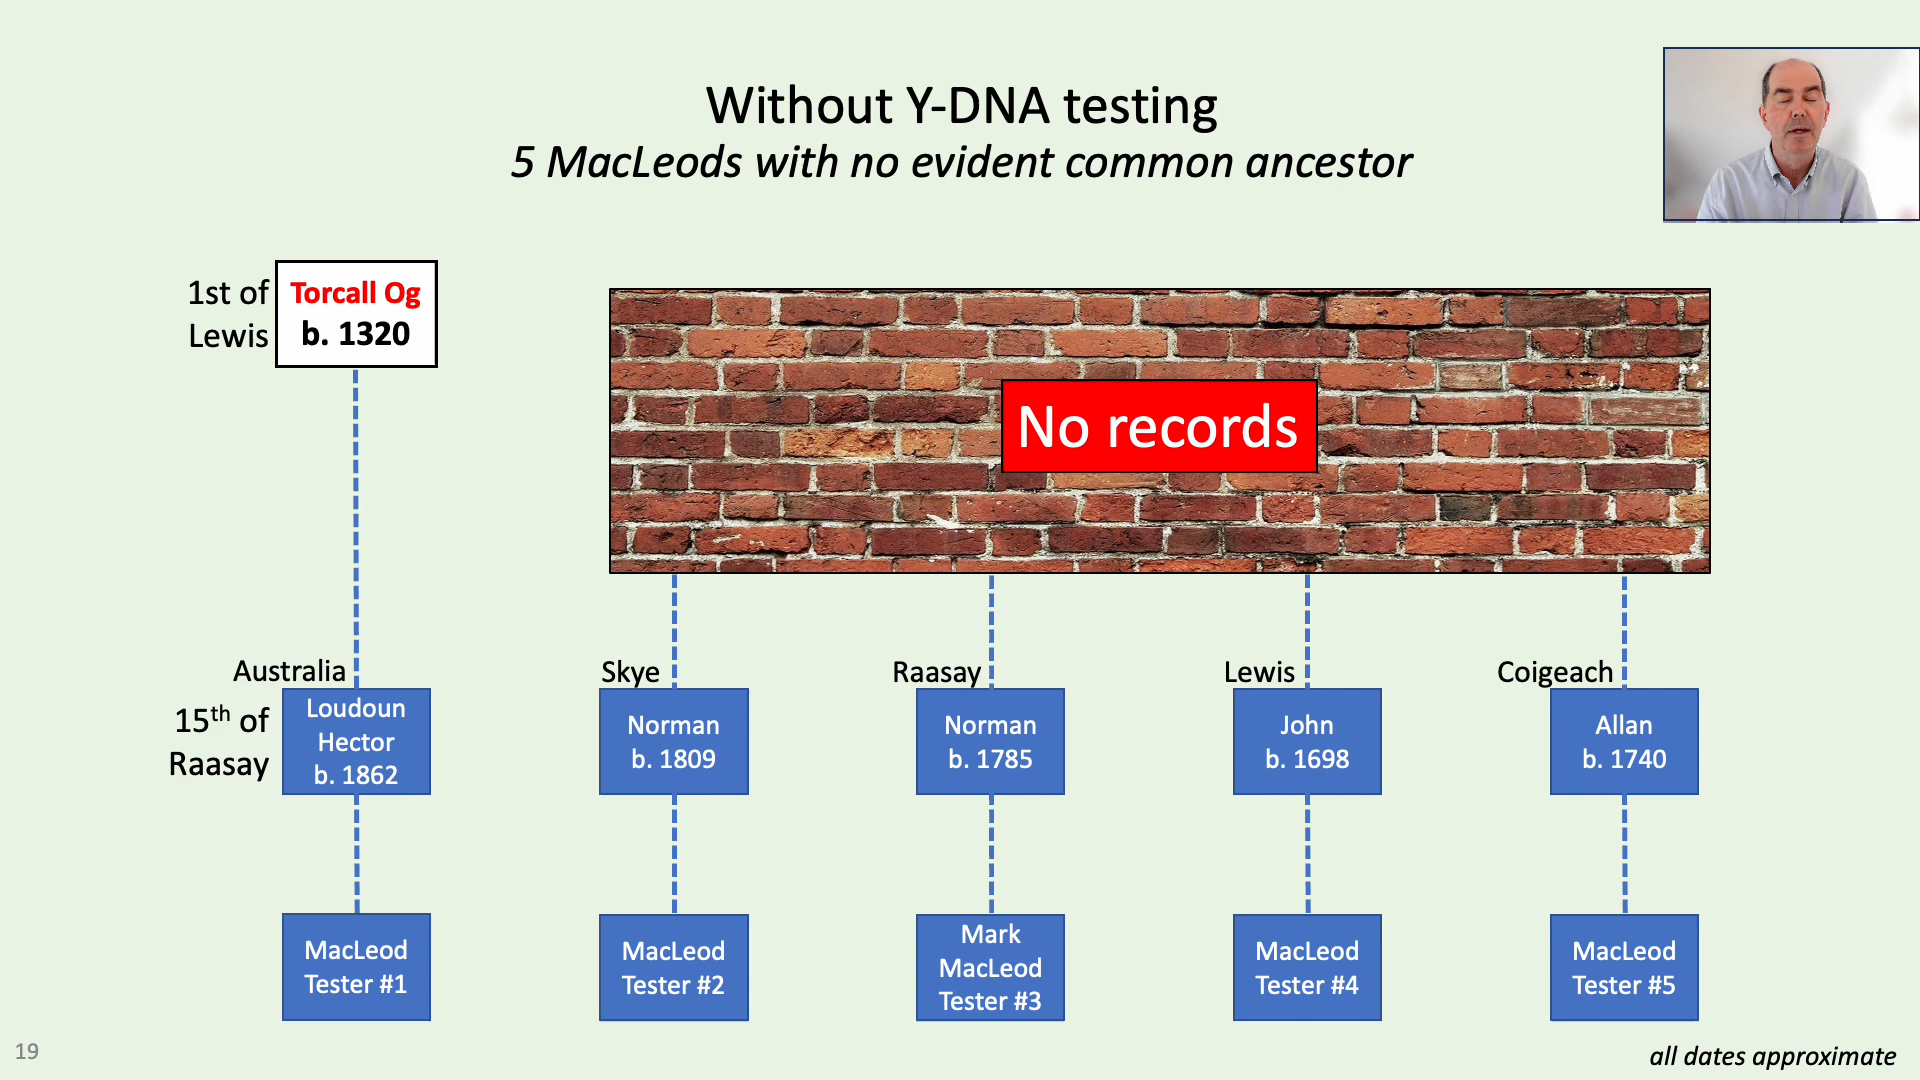 Without Y-DNA testing
5 MacLeods with no evident common ancestor
1st of
Lewis
Torcall Og
b. 1320
No records
Australia
15th of
Raasay
Loudoun
Hector
b. 1862
Skye
Norman
b. 1809
Raasay
Norman
b. 1785
Lewis
John
b. 1698
Coigeach
Allan
b. 1740
MacLeod
Tester #1
MacLeod
Tester #2
Mark
MacLeod
Tester #3
MacLeod
Tester #4
MacLeod
Tester #5
19
all dates approximate